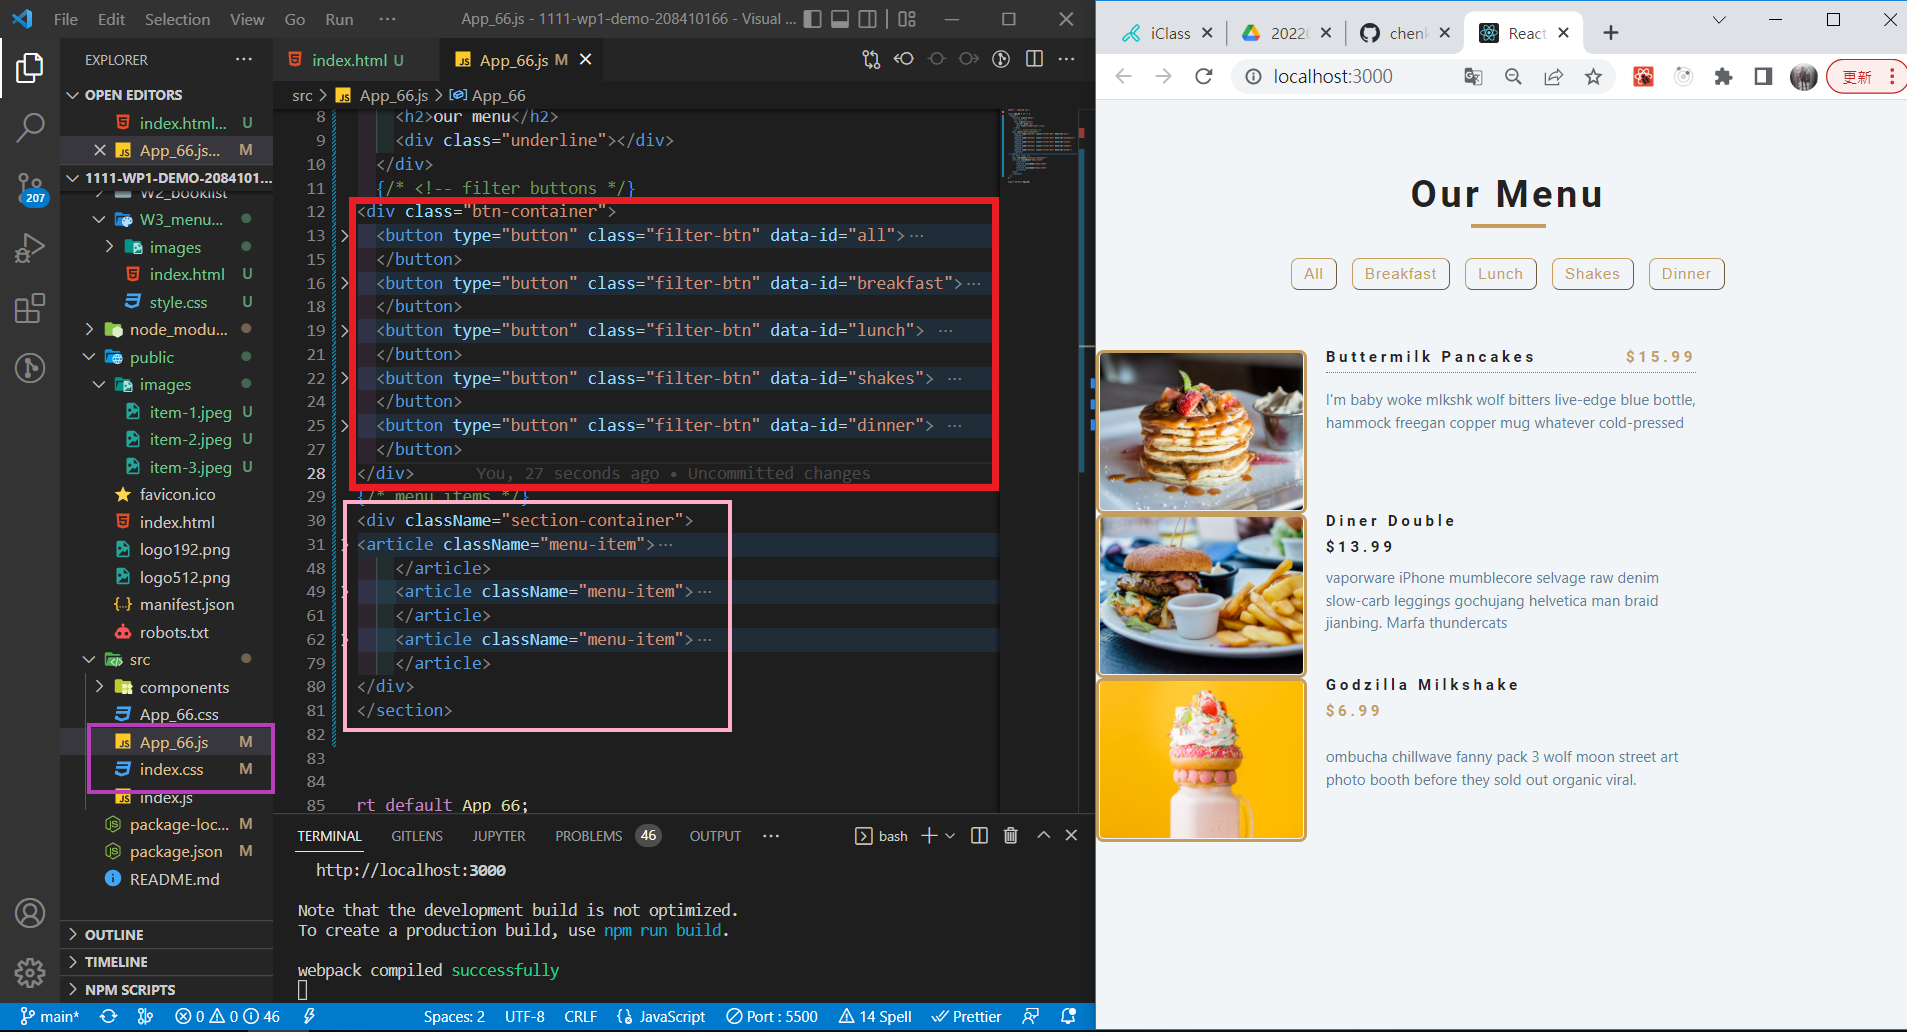 File Edit Selection View Go Run ··· App_66.js - 1111-wp1-demo-208410166 - Visual ...
EXPLORER ···
OPEN EDITORS
index.html... U
App_66.js... M
1111-WP1-DEMO-2084101...
W2_booklist
W3_menu...
images
index.html U
style.css U
node_modu...
public
images
item-1.jpeg U
item-2.jpeg U
item-3.jpeg U
favicon.ico
index.html
logo192.png
logo512.png
manifest.json
robots.txt
src
components
App_66.css
App_66.js M
index.css M
index.js
package-loc... M
package.json M
README.md
OUTLINE
TIMELINE
NPM SCRIPTS
207
index.html U App_66.js M
src > App_66.js > App_66
8 <h2>our menu</h2>
9 <div class="underline"></div>
10 </div>
11 {/* <!-- filter buttons */}
12 <div class="btn-container">
13 <button type="button" class="filter-btn" data-id="all">···
15 </button>
16 <button type="button" class="filter-btn" data-id="breakfast">···
18 </button>
19 <button type="button" class="filter-btn" data-id="lunch"> ···
21 </button>
22 <button type="button" class="filter-btn" data-id="shakes"> ···
24 </button>
25 <button type="button" class="filter-btn" data-id="dinner"> ···
27 </button>
28 </div> You, 27 seconds ago • Uncommitted changes
29 {/* menu items */}
30 <div className="section-container">
31 <article className="menu-item">···
48 </article>
49 <article className="menu-item">···
61 </article>
62 <article className="menu-item">···
79 </article>
80 </div>
81 </section>
82
83
84
85 rt default App_66;
TERMINAL GITLENS JUPYTER PROBLEMS 46 OUTPUT ··· bash
http://localhost:3000
Note that the development build is not optimized.
To create a production build, use npm run build.
webpack compiled successfully
main* 0 0 46 Spaces: 2 UTF-8 CRLF {} JavaScript Port : 5500 14 Spell Prettier
iClass 20220 chenk React
localhost:3000 更新
Our Menu
All Breakfast Lunch Shakes Dinner
Buttermilk Pancakes $15.99
I'm baby woke mlkshk wolf bitters live-edge blue bottle,
hammock freegan copper mug whatever cold-pressed
Diner Double
$13.99
vaporware iPhone mumblecore selvage raw denim
slow-carb leggings gochujang helvetica man braid
jianbing. Marfa thundercats
Godzilla Milkshake
$6.99
ombucha chillwave fanny pack 3 wolf moon street art
photo booth before they sold out organic viral.